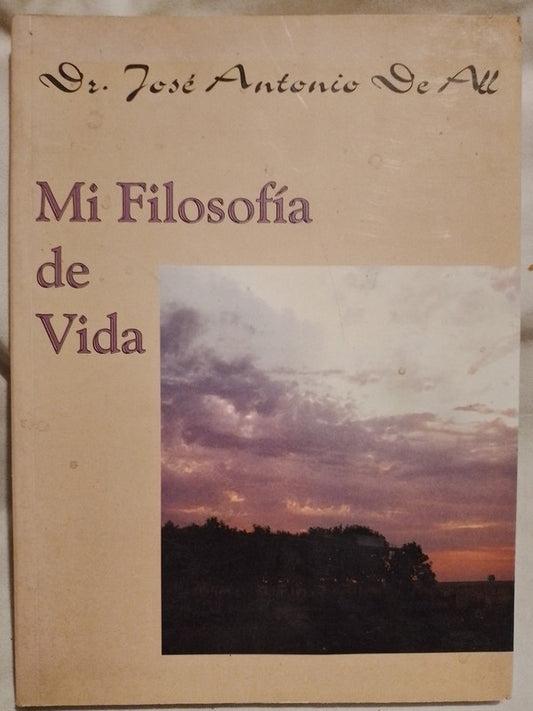 Dr. José Antonio De All
Mi Filosofía
de
Vida